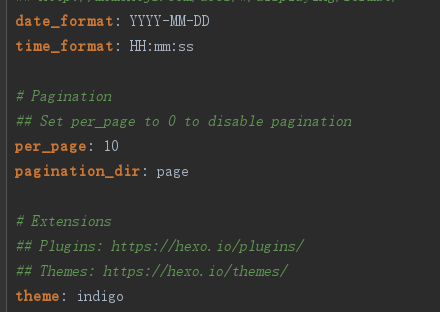 date_format: YYYY-MM-DD
time_format: HH:mm:ss
# Pagination
## Set per_page to 0 to disable pagination
per_page: 10
pagination_dir: page
# Extensions
## Plugins: https://hexo.io/plugins/
## Themes: https://hexo.io/themes/
theme: indigo